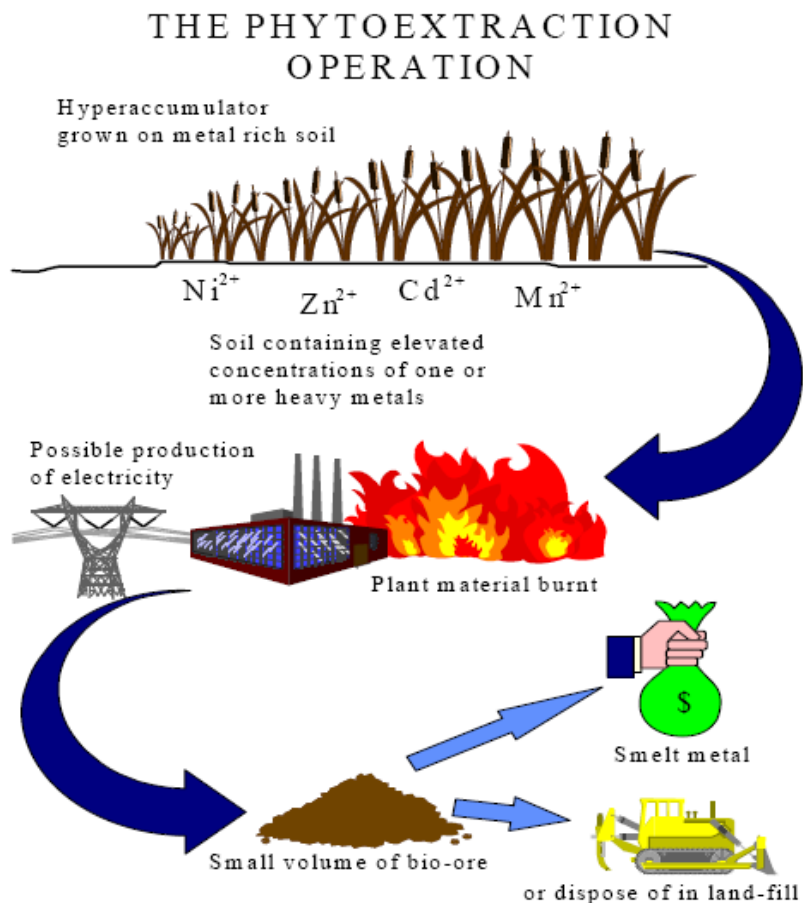 THE PHYTOEXTRACTION
OPERATION
Hyperaccumulator
grown on metal rich soil
Ni²⁺ Zn²⁺ Cd²⁺ Mn²⁺
Soil containing elevated
concentrations of one or
more heavy metals
Possible production
of electricity
Plant material burnt
$
Smelt metal
Small volume of bio-ore
or dispose of in land-fill